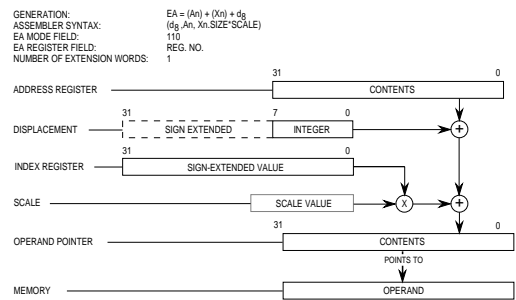 GENERATION: EA = (An) + (Xn) + d8
ASSEMBLER SYNTAX: (d8 ,An, Xn.SIZE*SCALE)
EA MODE FIELD: 110
EA REGISTER FIELD: REG. NO.
NUMBER OF EXTENSION WORDS: 1
31 0
ADDRESS REGISTER CONTENTS
31 7 0
DISPLACEMENT SIGN EXTENDED INTEGER +
31 0
INDEX REGISTER SIGN-EXTENDED VALUE
SCALE SCALE VALUE X +
31 0
OPERAND POINTER CONTENTS
POINTS TO
MEMORY OPERAND